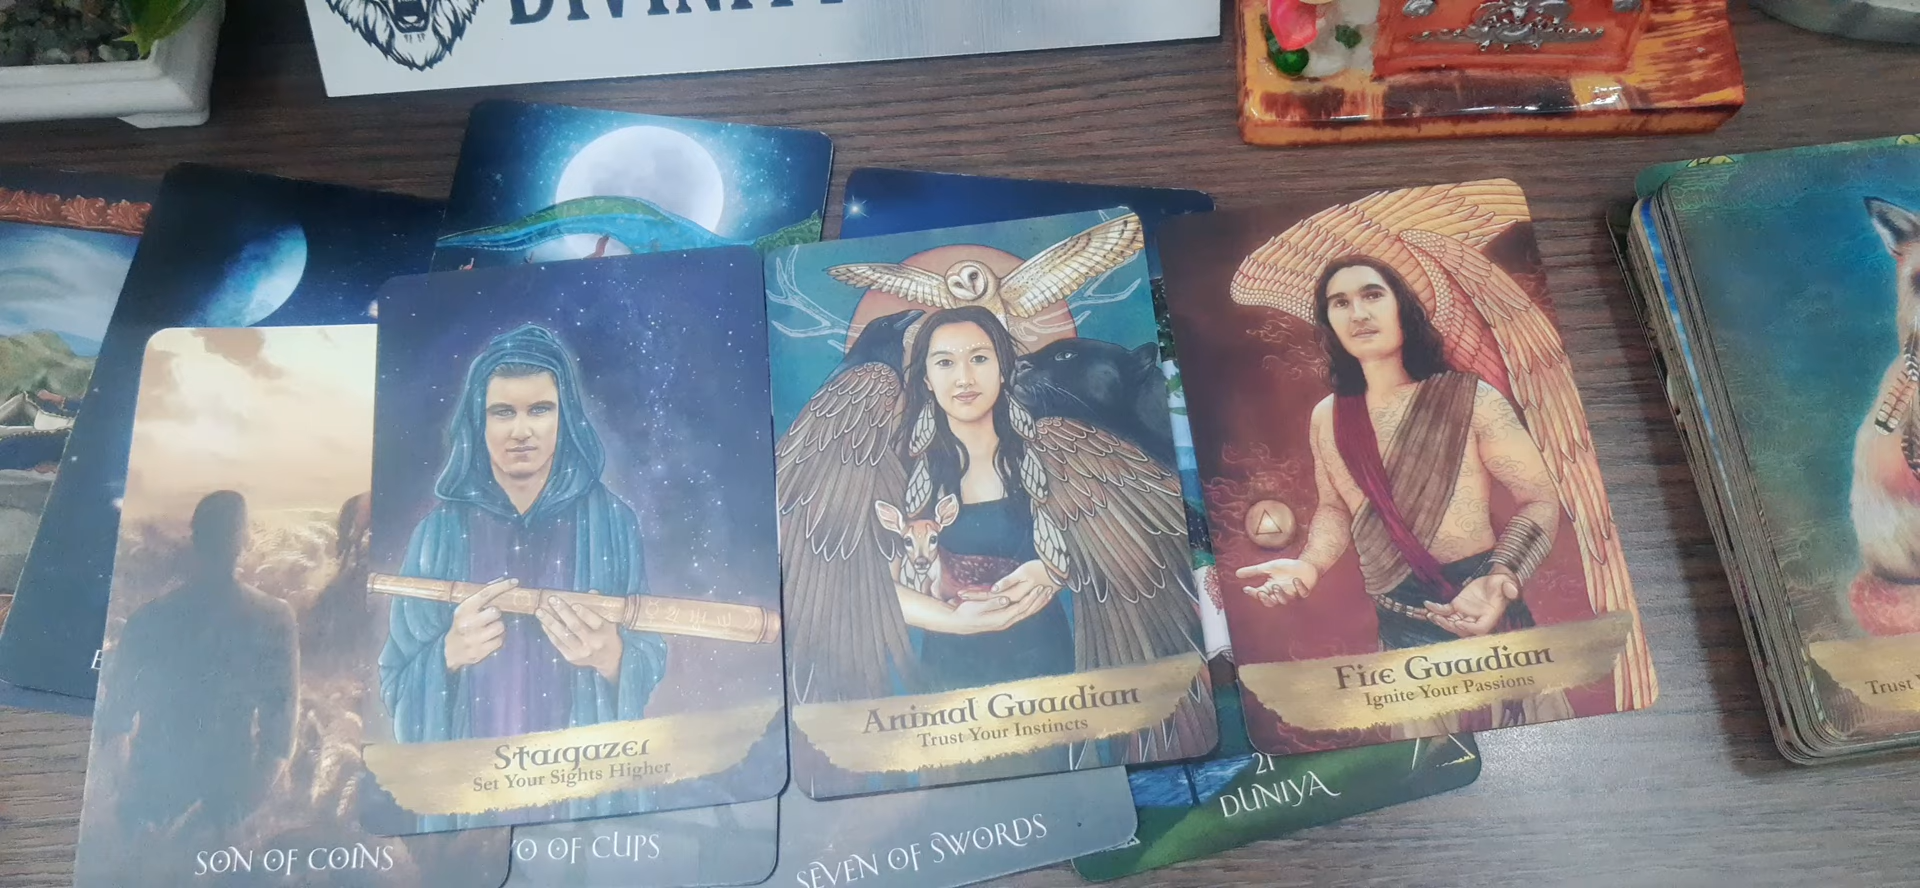 Stargazer
Set Your Sights Higher
Animal Guardian
Trust Your Instincts
Fire Guardian
Ignite Your Passions
Trust
SON OF COINS
O OF CUPS
SEVEN OF SWORDS
21
DUNIYA